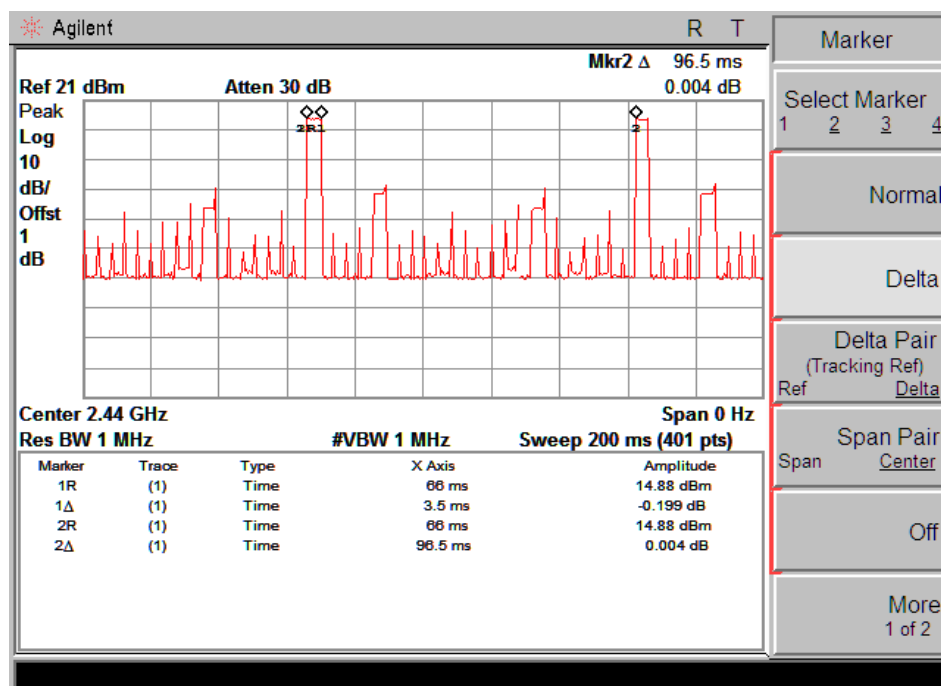 Agilent R T
Mkr2 Δ 96.5 ms
Ref 21 dBm Atten 30 dB 0.004 dB
Peak
Log
10
dB/
Offst
1
dB
2R1
2
Center 2.44 GHz Span 0 Hz
Res BW 1 MHz #VBW 1 MHz Sweep 200 ms (401 pts)
Marker Trace Type X Axis Amplitude
1R (1) Time 66 ms 14.88 dBm
1Δ (1) Time 3.5 ms -0.199 dB
2R (1) Time 66 ms 14.88 dBm
2Δ (1) Time 96.5 ms 0.004 dB
Marker
Select Marker
1 2 3 4
Normal
Delta
Delta Pair
(Tracking Ref)
Ref Delta
Span Pair
Span Center
Off
More
1 of 2